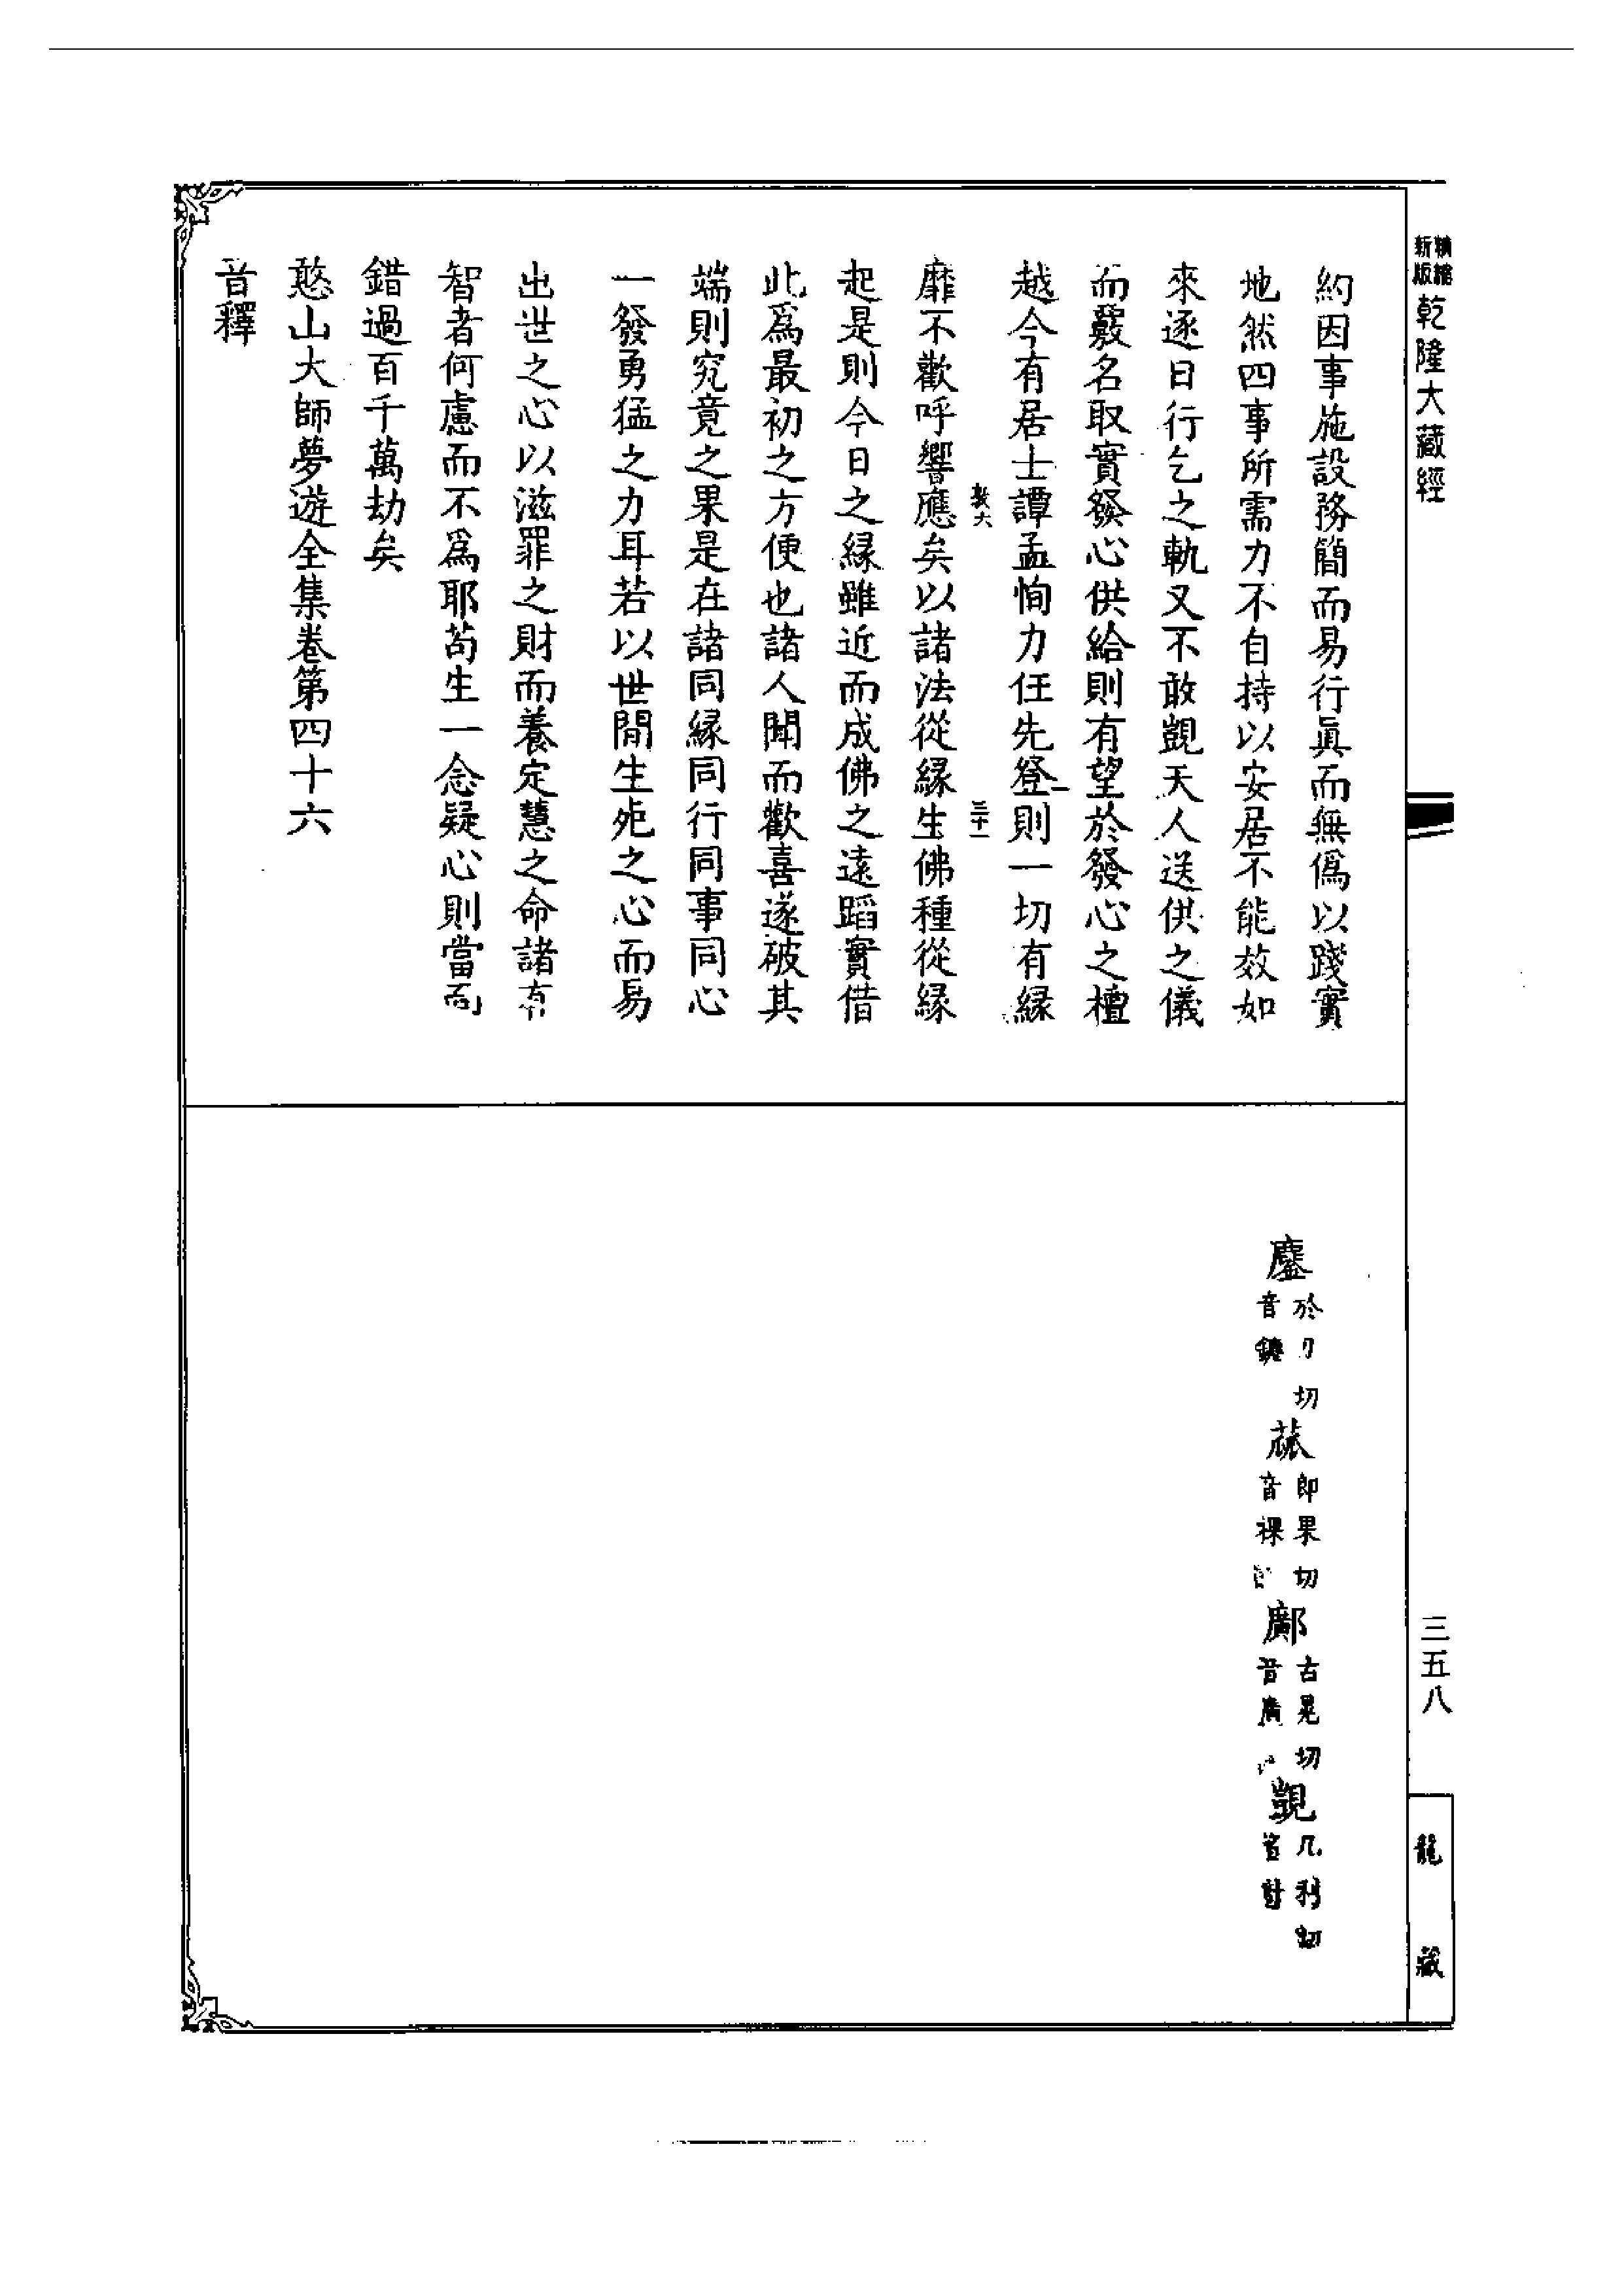 精縮新版乾隆大藏經
約因事施設務簡而易行眞而無僞以踐實
地然四事所需力不自持以安居不能效如
來逐日行乞之軌又不敢覬天人送供之儀
而覈名取實發心供給則有望於發心之檀
越今有居士譚孟恂力任先登則一切有緣
敖六 三十一
靡不歡呼響應矣以諸法從緣生佛種從緣
起是則今日之緣雖近而成佛之遠蹈實借
此爲最初之方便也諸人聞而歡喜遂破其
端則究竟之果是在諸同緣同行同事同心
一發勇猛之力耳若以世間生死之心而易
出世之心以滋罪之財而養定慧之命諸有
智者何慮而不爲耶苟生一念疑心則當面
錯過百千萬劫矣
憨山大師夢遊全集卷第四十六
音釋
鏖於刀切音
蓏即果切音裸
鄺古晃切音廣
覬几利切音
三五八
龍藏